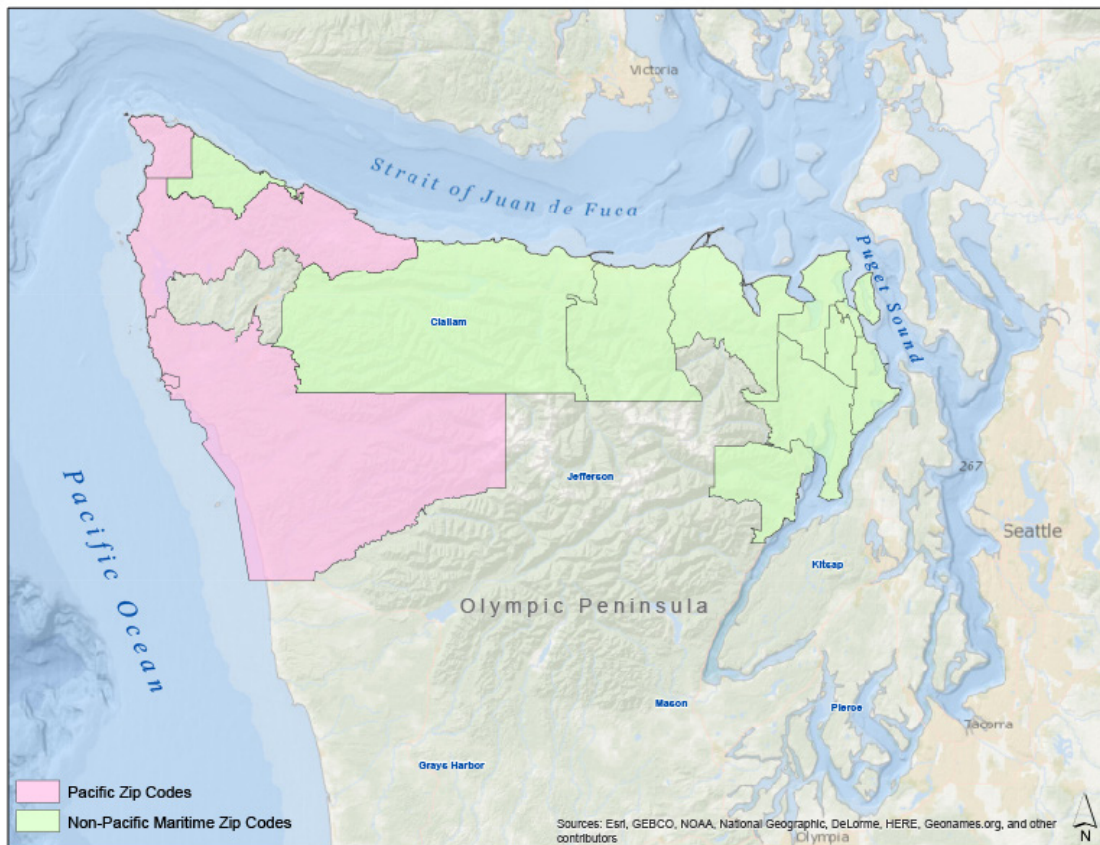 Victoria
Strait of Juan de Fuca
Puget Sound
Clallam
Pacific Ocean
Jefferson
267
Seattle
Kitsap
Olympic Peninsula
Mason
Pierce
Tacoma
Grays Harbor
Pacific Zip Codes
Non-Pacific Maritime Zip Codes
Sources: Esri, GEBCO, NOAA, National Geographic, DeLorme, HERE, Geonames.org, and other
contributors
Olympia
N